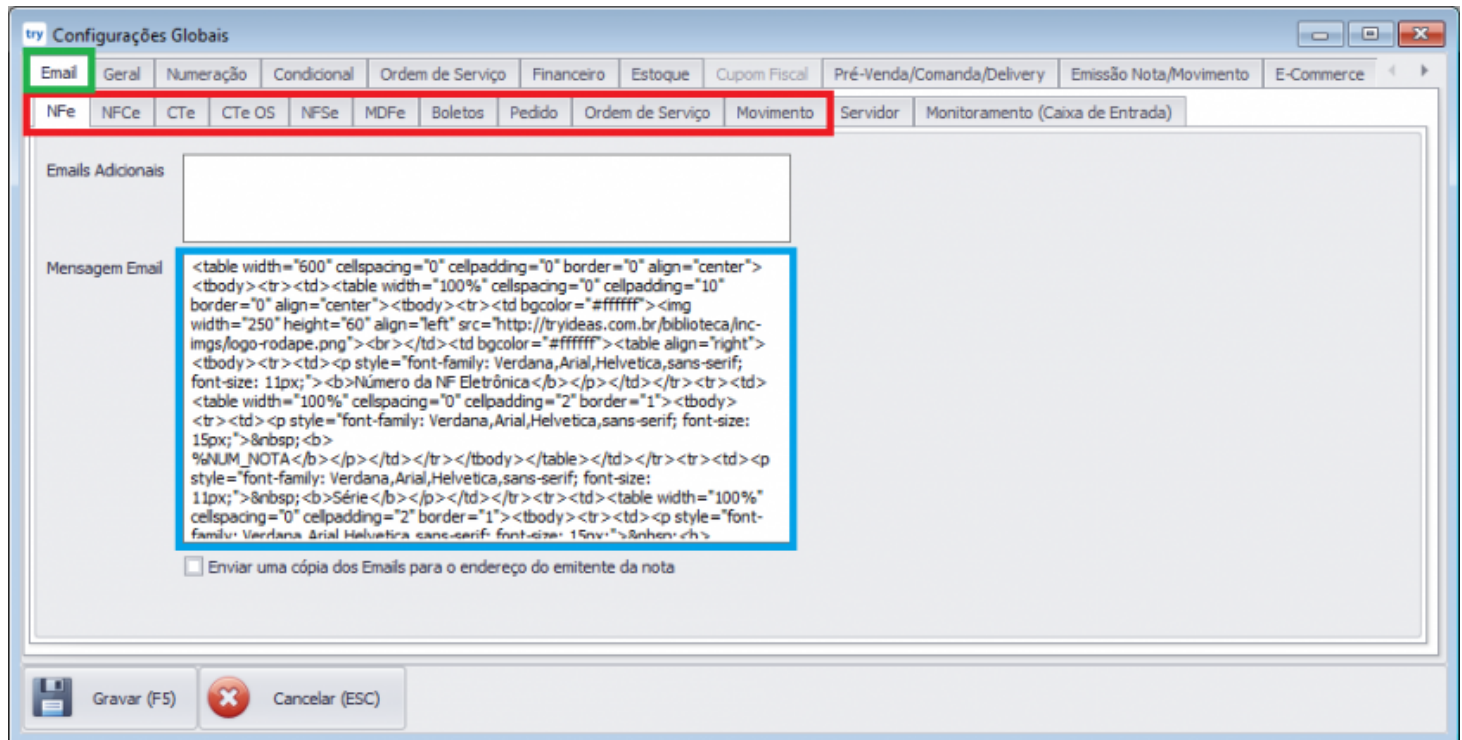 try Configurações Globais
Email Geral Numeração Condicional Ordem de Serviço Financeiro Estoque Cupom Fiscal Pré-Venda/Comanda/Delivery Emissão Nota/Movimento E-Commerce
NFe NFCe CTe CTe OS NFSe MDFe Boletos Pedido Ordem de Serviço Movimento Servidor Monitoramento (Caixa de Entrada)
Emails Adicionais
Mensagem Email
<table width="600" cellspacing="0" cellpadding="0" border="0" align="center">
<tbody><tr><td><table width="100%" cellspacing="0" cellpadding="10"
border="0" align="center"><tbody><tr><td bgcolor="#ffffff"><img
width="250" height="60" align="left" src="http://tryideas.com.br/biblioteca/inc-
imgs/logo-rodape.png"><br></td><td bgcolor="#ffffff"><table align="right">
<tbody><tr><td><p style="font-family: Verdana,Arial,Helvetica,sans-serif;
font-size: 11px;"><b>Número da NF Eletrônica</b></p></td></tr><tr><td>
<table width="100%" cellspacing="0" cellpadding="2" border="1"><tbody>
<tr><td><p style="font-family: Verdana,Arial,Helvetica,sans-serif; font-size:
15px;">&nbsp;<b>
%NUM_NOTA</b></p></td></tr></tbody></table></td></tr><tr><td><p
style="font-family: Verdana,Arial,Helvetica,sans-serif; font-size:
11px;">&nbsp;<b>Série</b></p></td></tr><tr><td><table width="100%"
cellspacing="0" cellpadding="2" border="1"><tbody><tr><td><p style="font-
family: Verdana,Arial,Helvetica,sans-serif; font-size: 15px;">&nbsp;<b>
Enviar uma cópia dos Emails para o endereço do emitente da nota
Gravar (F5) Cancelar (ESC)